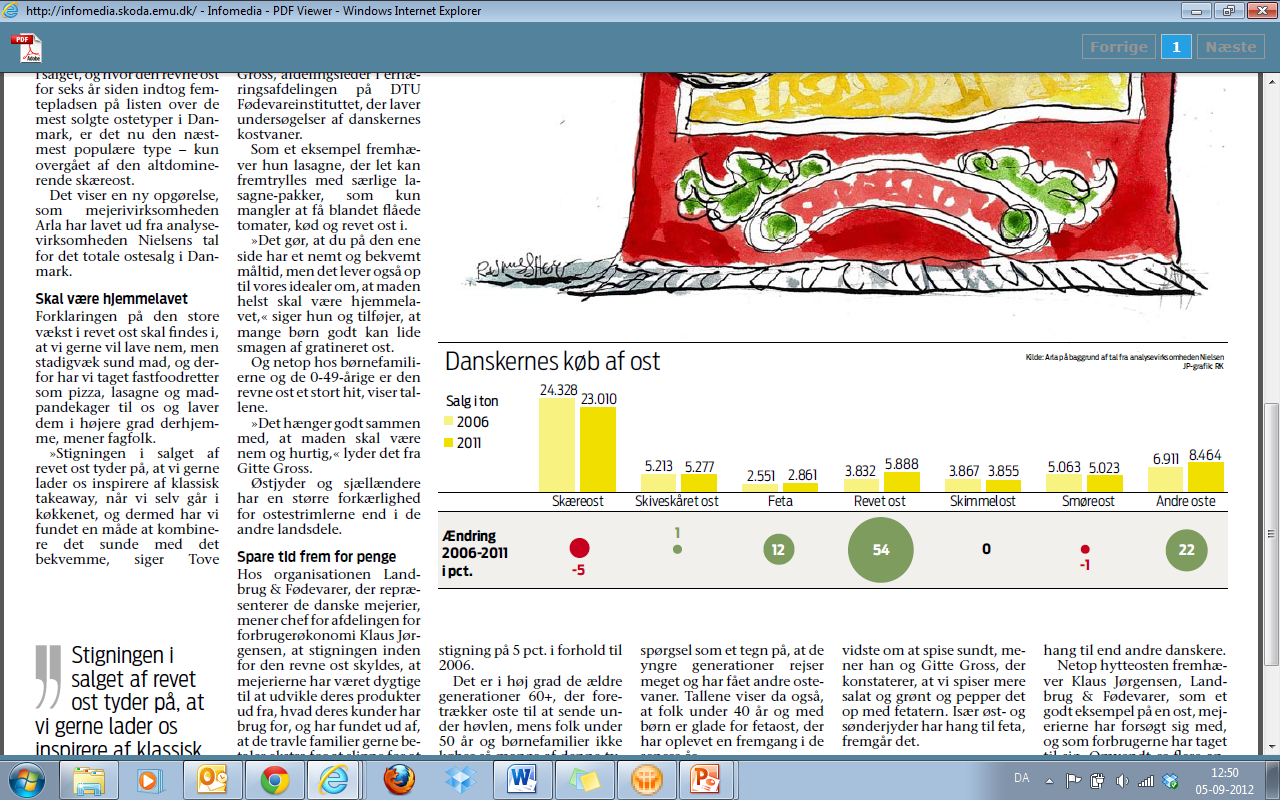 http://infomedia.skoda.emu.dk/ - Infomedia - PDF Viewer - Windows Internet Explorer
PDF
Adobe
Forrige
1
Næste
i salget, og hvor den revne ost
for seks år siden indtog fem-
tepladsen på listen over de
mest solgte ostetyper i Dan-
mark, er det nu den næst-
mest populære type – kun
overgået af den altdomine-
rende skæreost.
Det viser en ny opgørelse,
som mejerivirksomheden
Arla har lavet ud fra analyse-
virksomheden Nielsens tal
for det totale ostesalg i Dan-
mark.
Skal være hjemmelavet
Forklaringen på den store
vækst i revet ost skal findes i,
at vi gerne vil lave nem, men
stadigvæk sund mad, og der-
for har vi taget fastfoodretter
som pizza, lasagne og mad-
pandekager til os og laver
dem i højere grad derhjem-
me, mener fagfolk.
»Stigningen i salget af
revet ost tyder på, at vi gerne
lader os inspirere af klassisk
takeaway, når vi selv går i
køkkenet, og dermed har vi
fundet en måde at kombine-
re det sunde med det
bekvemme, siger Tove
Stigningen i
salget af revet
ost tyder på, at
vi gerne lader os
inspirere af klassisk
Gross, afdelingsleder i ernæ-
ringsafdelingen på DTU
Fødevareinstituttet, der laver
undersøgelser af danskernes
kostvaner.
Som et eksempel fremhæ-
ver hun lasagne, der let kan
fremtrylles med særlige la-
sagne-pakker, som kun
mangler at få blandet flåede
tomater, kød og revet ost i.
»Det gør, at du på den ene
side har et nemt og bekvemt
måltid, men det lever også op
til vores idealer om, at maden
helst skal være hjemmela-
vet,« siger hun og tilføjer, at
mange børn godt kan lide
smagen af gratineret ost.
Og netop hos børnefamili-
erne og de 0-49-årige er den
revne ost et stort hit, viser tal-
lene.
»Det hænger godt sammen
med, at maden skal være
nem og hurtig,« lyder det fra
Gitte Gross.
Østjyder og sjællændere
har en større forkærlighed
for ostestrimlerne end i de
andre landsdele.
Spare tid frem for penge
Hos organisationen Land-
brug & Fødevarer, der repræ-
senterer de danske mejerier,
mener chef for afdelingen for
forbrugerøkonomi Klaus Jør-
gensen, at stigningen inden
for den revne ost skyldes, at
mejerierne har været dygtige
til at udvikle deres produkter
ud fra, hvad deres kunder har
brug for, og har fundet ud af,
at de travle familier gerne be-
Danskernes køb af ost
Kilde: Arla på baggrund af tal fra analysevirksomheden Nielsen
JP-grafik: RK
Salg i ton
2006
2011
24.328 23.010
5.213 5.277
2.551 2.861
3.832 5.888
3.867 3.855
5.063 5.023
6.911 8.464
Skæreost Skiveskåret ost Feta Revet ost Skimmelost Smøreost Andre oste
Ændring
2006-2011
i pct.
-5 1 12 54 0 -1 22
stigning på 5 pct. i forhold til
2006.
Det er i høj grad de ældre
generationer 60+, der fore-
trækker oste til at sende un-
der høvlen, mens folk under
50 år og børnefamilier ikke
spørgsel som et tegn på, at de
yngre generationer rejser
meget og har fået andre oste-
vaner. Tallene viser da også,
at folk under 40 år og med
børn er glade for fetaost, der
har oplevet en fremgang i de
vidste om at spise sundt, me-
ner han og Gitte Gross, der
konstaterer, at vi spiser mere
salat og grønt og pepper det
op med fetatern. Især øst- og
sønderjyder har hang til feta,
fremgår det.
hang til end andre danskere.
Netop hytteosten fremhæ-
ver Klaus Jørgensen, Land-
brug & Fødevarer, som et
godt eksempel på en ost, mej-
erierne har forsøgt sig med,
og som forbrugerne har taget
DA
12:50
05-09-2012